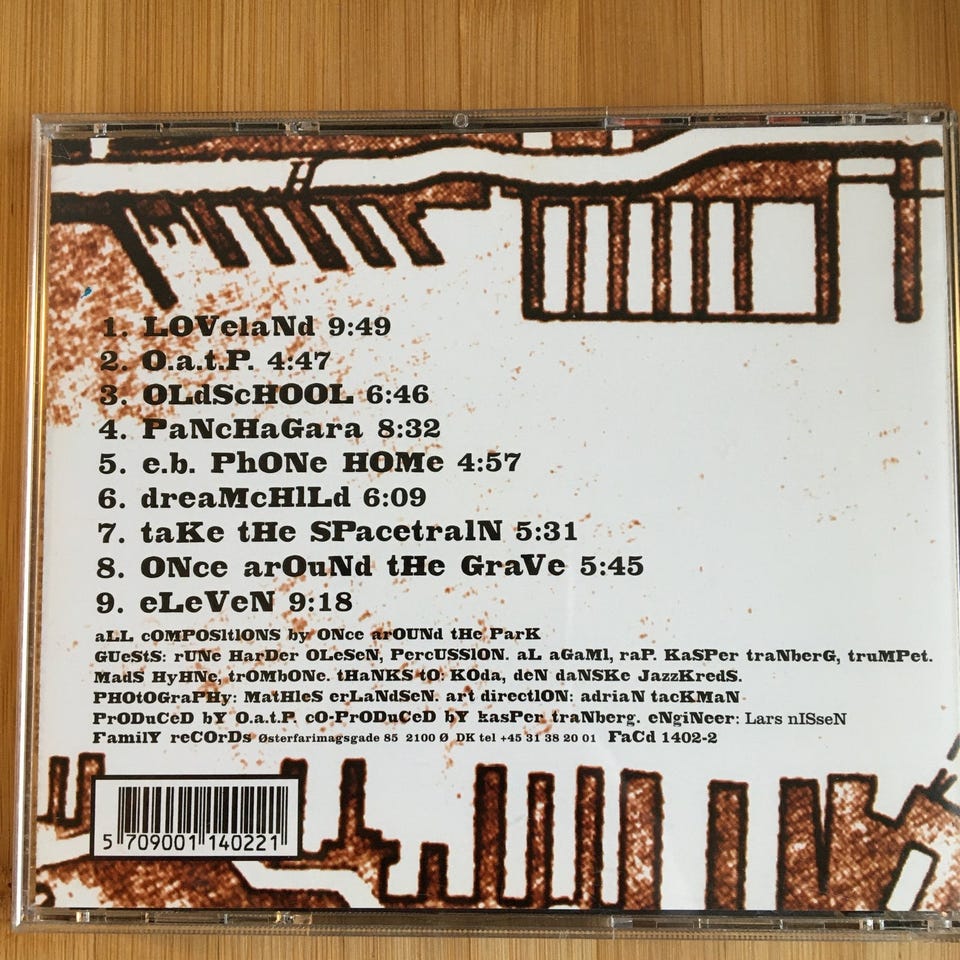 1. LOVelaNd 9:49
2. O.a.t.P. 4:47
3. OLdScHOOL 6:46
4. PaNcHaGara 8:32
5. e.b. PhONe HOMe 4:57
6. dreaMcHILd 6:09
7. taKe tHe SPacetraIN 5:31
8. ONce arOuNd tHe GraVe 5:45
9. eLeVeN 9:18
aLL cOMPOSItIONS by ONce arOUNd tHe ParK
GUeStS: rUNe HarDer OLeSeN, PercUSSION. aL aGaMI, raP. KaSPer traNberG, truMPet.
MadS HyHNe, trOMbONe. tHaNKS tO: KOda, deN daNSKe JazzKredS.
PHOtOGraPHy: MatHIeS erLaNdSeN. art dIrectION: adriaN tacKMaN
PrODuCeD bY O.a.t.P. cO-PrODuCeD bY kasPer traNberg. eNgiNeer: Lars nISseN
FamilY reCOrDs Østerfarimagsgade 85 2100 Ø DK tel +45 31 38 20 01 FaCd 1402-2
5 709001 140221